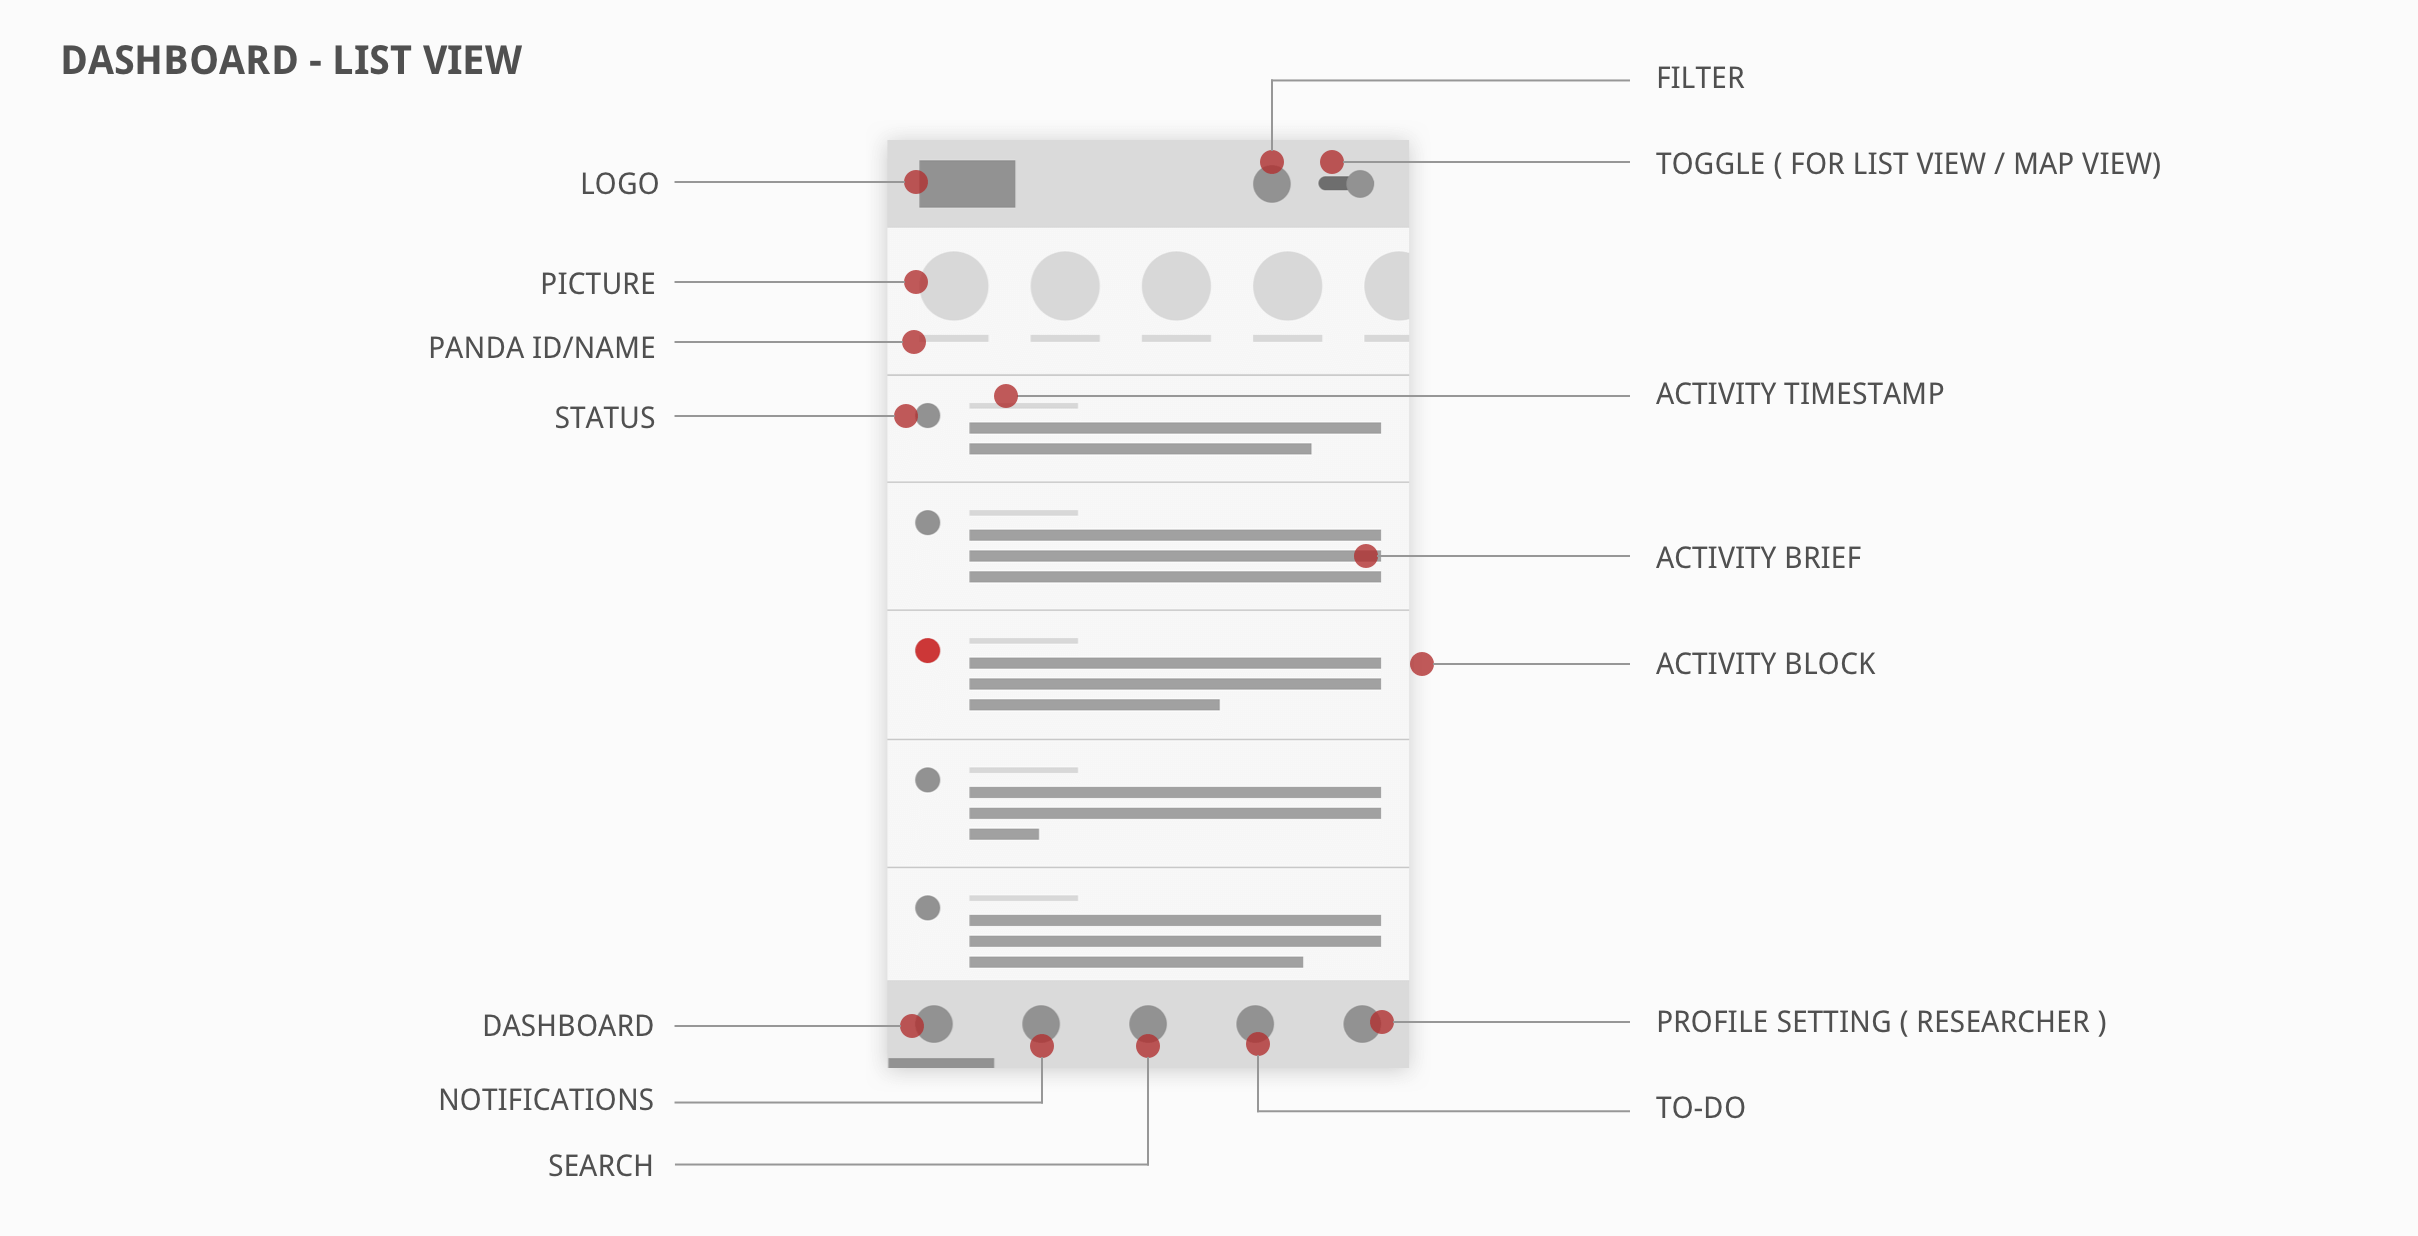 DASHBOARD - LIST VIEW
FILTER
TOGGLE ( FOR LIST VIEW / MAP VIEW)
LOGO
PICTURE
PANDA ID/NAME
STATUS
ACTIVITY TIMESTAMP
ACTIVITY BRIEF
ACTIVITY BLOCK
DASHBOARD
NOTIFICATIONS
SEARCH
PROFILE SETTING ( RESEARCHER )
TO-DO